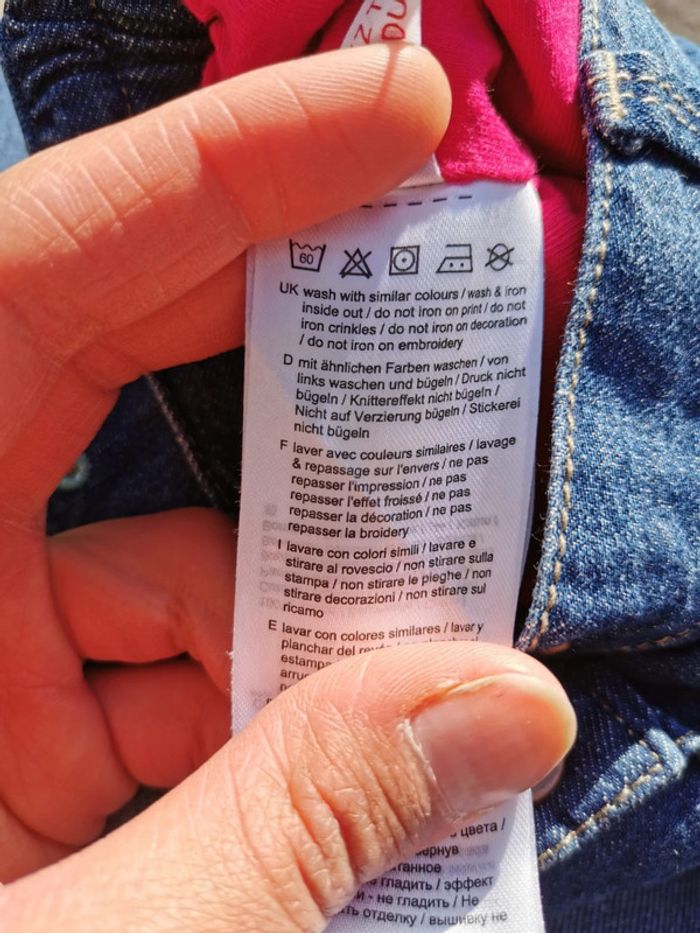 DU
60
UK wash with similar colours / wash & iron
inside out / do not iron on print / do not
iron crinkles / do not iron on decoration
/ do not iron on embroidery
D mit ähnlichen Farben waschen / von
links waschen und bügeln / Druck nicht
bügeln / Knittereffekt nicht bügeln /
Nicht auf Verzierung bügeln / Stickerei
nicht bügeln
F laver avec couleurs similaires / lavage
& repassage sur l'envers / ne pas
repasser l'impression / ne pas
repasser l'effet froissé / ne pas
repasser la décoration / ne pas
repasser la broidery
I lavare con colori simili / lavare e
stirare al rovescio / non stirare sulla
stampa / non stirare le pieghe / non
stirare decorazioni / non stirare sul
ricamo
E lavar con colores similares / lavar y
planchar del
estampa
цвета /
гладить / эффект
- не гладить / Не
отделку / вышивку не